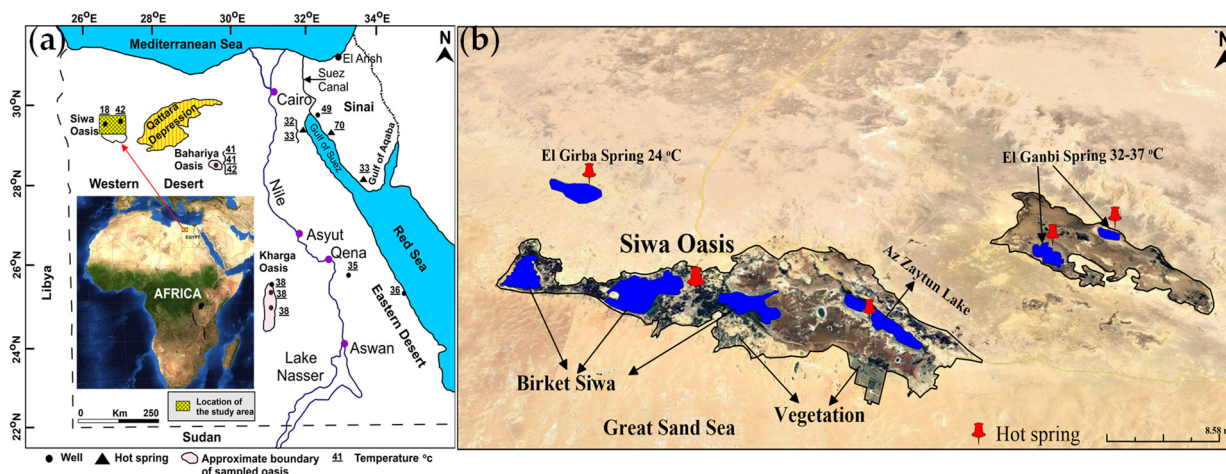 (a)
26°E
28°E
30°E
32°E
34°E
N
Mediterranean Sea
El Arish
Suez
Canal
30°N
18 42
Siwa
Oasis
Qattara
Depression
Cairo
Sinai
49
32
33
70
Gulf of Suez
Gulf of Aqaba
33
Bahariya
Oasis
41
41
42
28°N
Western Desert
Nile
EGYPT
AFRICA
Asyut
Qena
26°N
Kharga
Oasis
38
38
38
35
36
Red Sea
Eastern Desert
Libya
24°N
Aswan
Lake
Nasser
Location of
the study area
0 Km 250
22°N
Sudan
Well
Hot spring
Approximate boundary
of sampled oasis
41 Temperature °c
(b)
N
El Girba Spring 24 °C
El Ganbi Spring 32-37 °C
Siwa Oasis
Az Zaytun Lake
Birket Siwa
Vegetation
Great Sand Sea
Hot spring